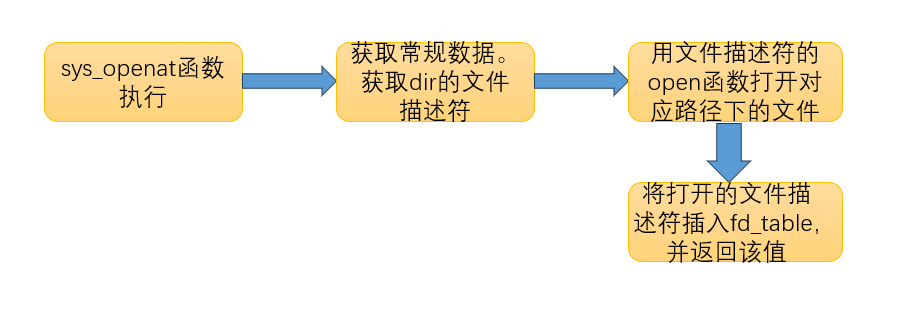 sys_openat函数
执行
获取常规数据。
获取dir的文件
描述符
用文件描述符的
open函数打开对
应路径下的文件
将打开的文件描
述符插入fd_table，
并返回该值